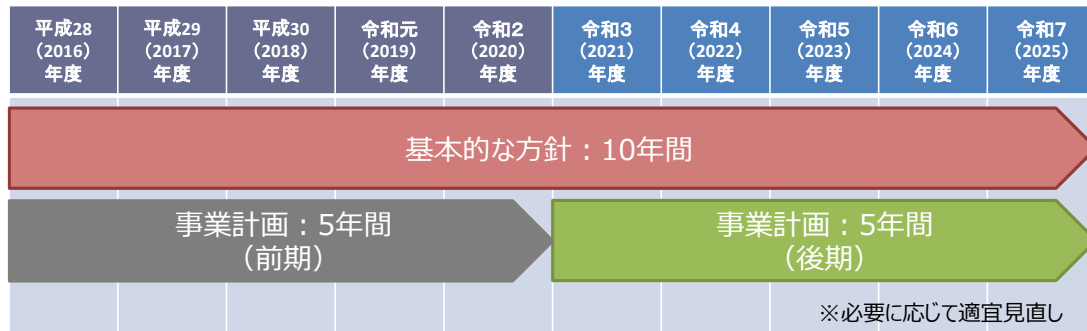 平成28
(2016)
年度
平成29
(2017)
年度
平成30
(2018)
年度
令和元
(2019)
年度
令和2
(2020)
年度
令和3
(2021)
年度
令和4
(2022)
年度
令和5
(2023)
年度
令和6
(2024)
年度
令和7
(2025)
年度
基本的な方針：10年間
事業計画：5年間
（前期）
事業計画：5年間
（後期）
※必要に応じて適宜見直し